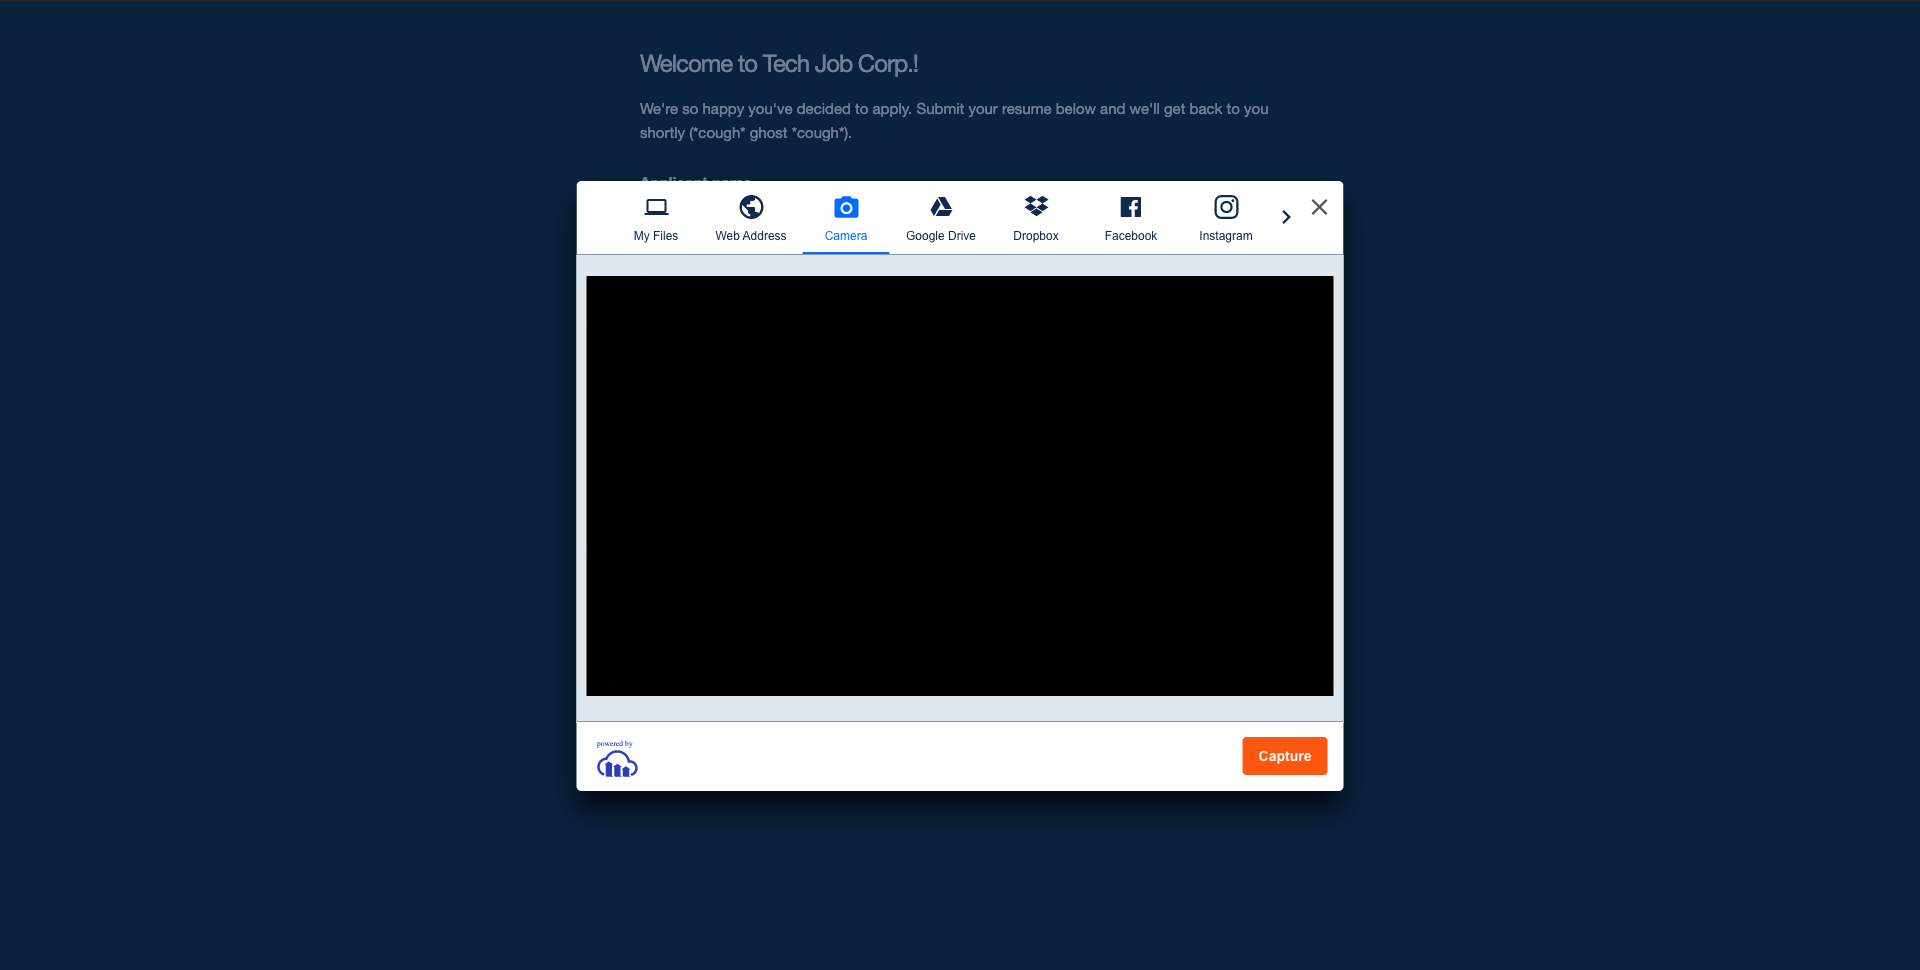 Welcome to Tech Job Corp.!
We're so happy you've decided to apply. Submit your resume below and we'll get back to you
shortly (*cough* ghost *cough*).
My Files
Web Address
Camera
Google Drive
Dropbox
Facebook
Instagram
powered by
Capture